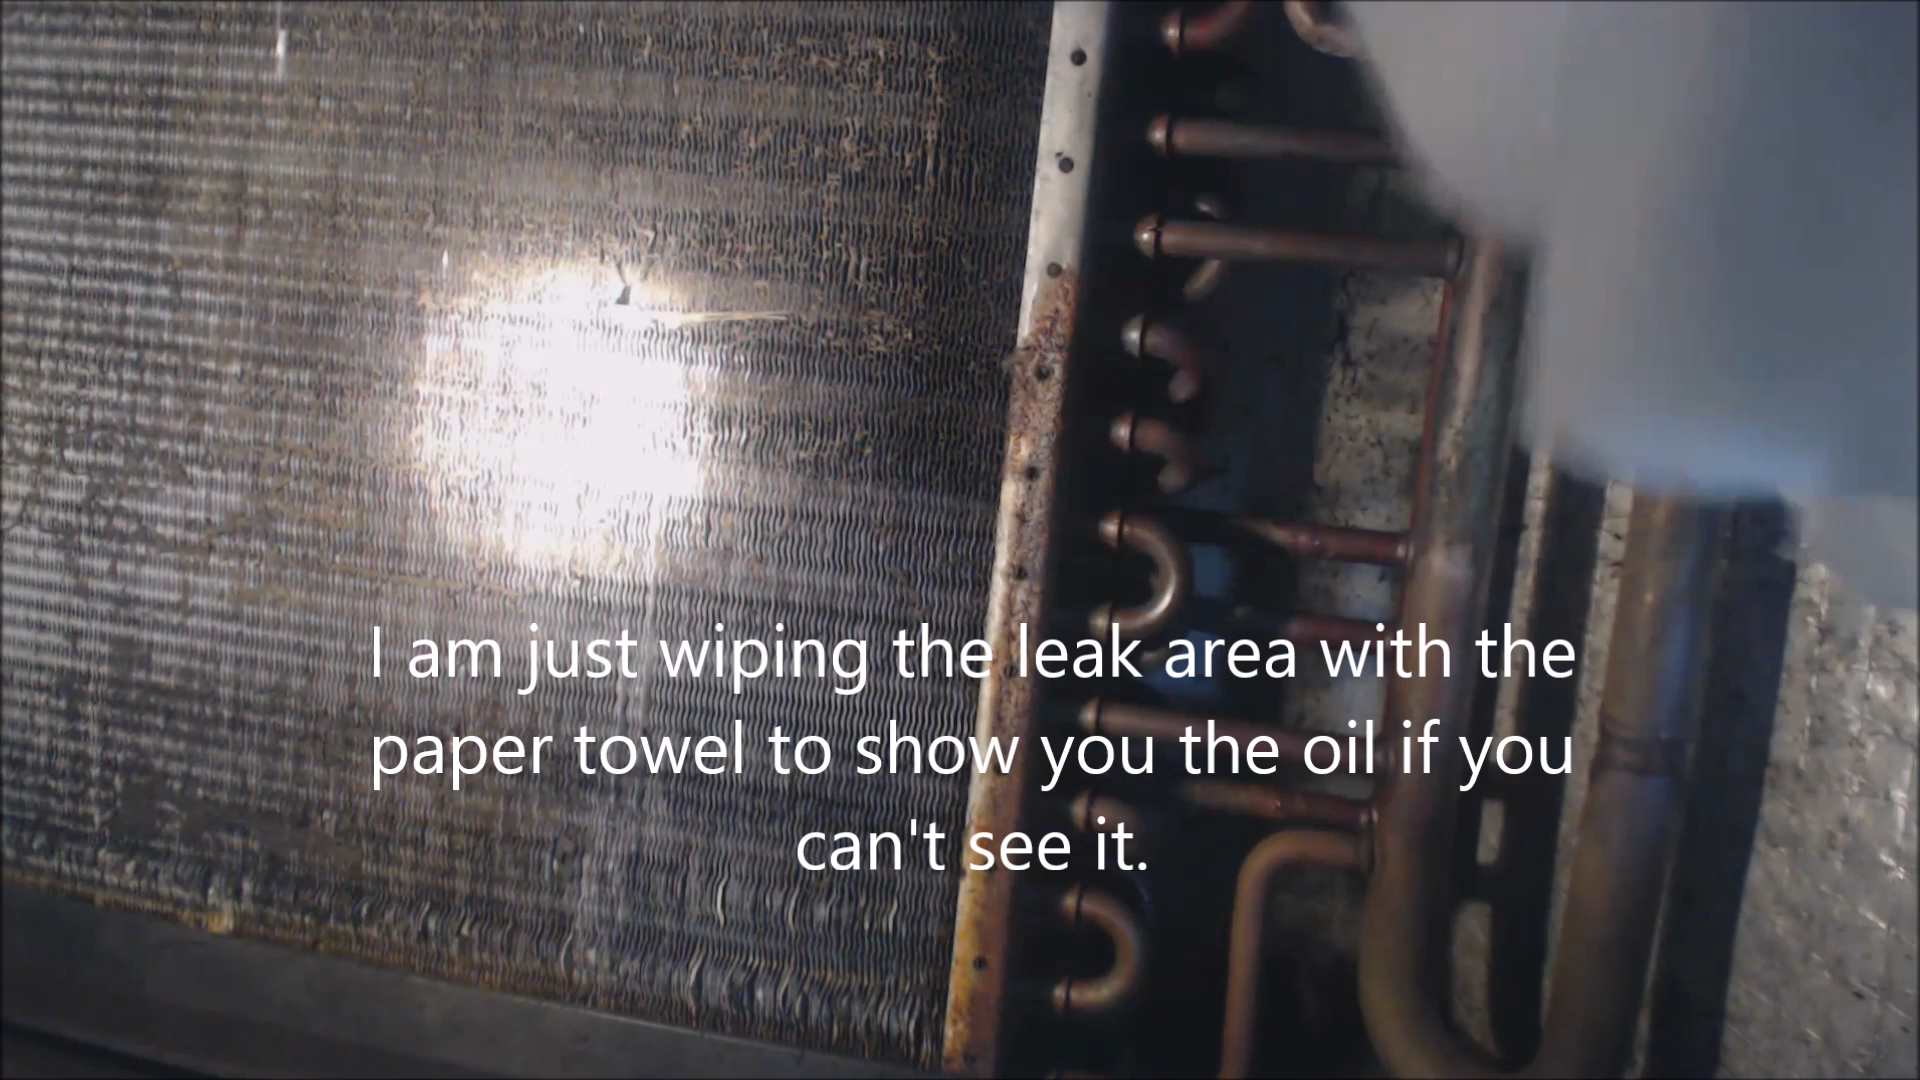 I am just wiping the leak area with the
paper towel to show you the oil if you
can't see it.